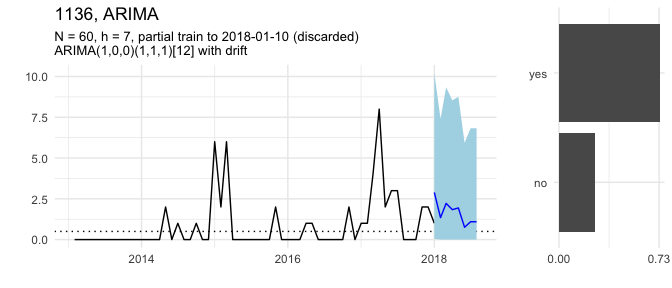 1136, ARIMA
N = 60, h = 7, partial train to 2018-01-10 (discarded)
ARIMA(1,0,0)(1,1,1)[12] with drift
10.0
7.5
5.0
2.5
0.0
2014
2016
2018
yes
no
0.00
0.73